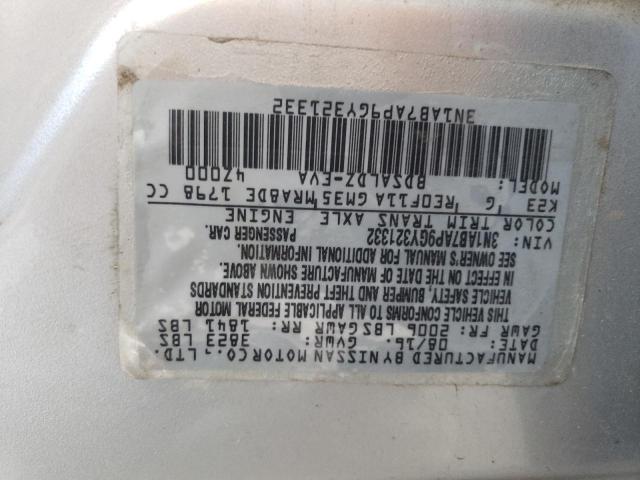 MANUFACTURED BY NISSAN MOTOR CO., LTD.
DATE: 08/16 GVWR: 3823 LBS
GAWR FR: 2006 LBS GAWR RR: 1841 LBS
THIS VEHICLE CONFORMS TO ALL APPLICABLE FEDERAL MOTOR
VEHICLE SAFETY, BUMPER AND THEFT PREVENTION STANDARDS
IN EFFECT ON THE DATE OF MANUFACTURE SHOWN ABOVE.
SEE OWNER'S MANUAL FOR ADDITIONAL INFORMATION.
VIN: 3N1AB7AP9GY321332 PASSENGER CAR.
COLOR TRIM TRANS AXLE ENGINE
K23 G RE0F11A GM35 MRA8DE 1798 CC
MODEL: BDSALDZ-EVA 47000
3N1AB7AP9GY321332